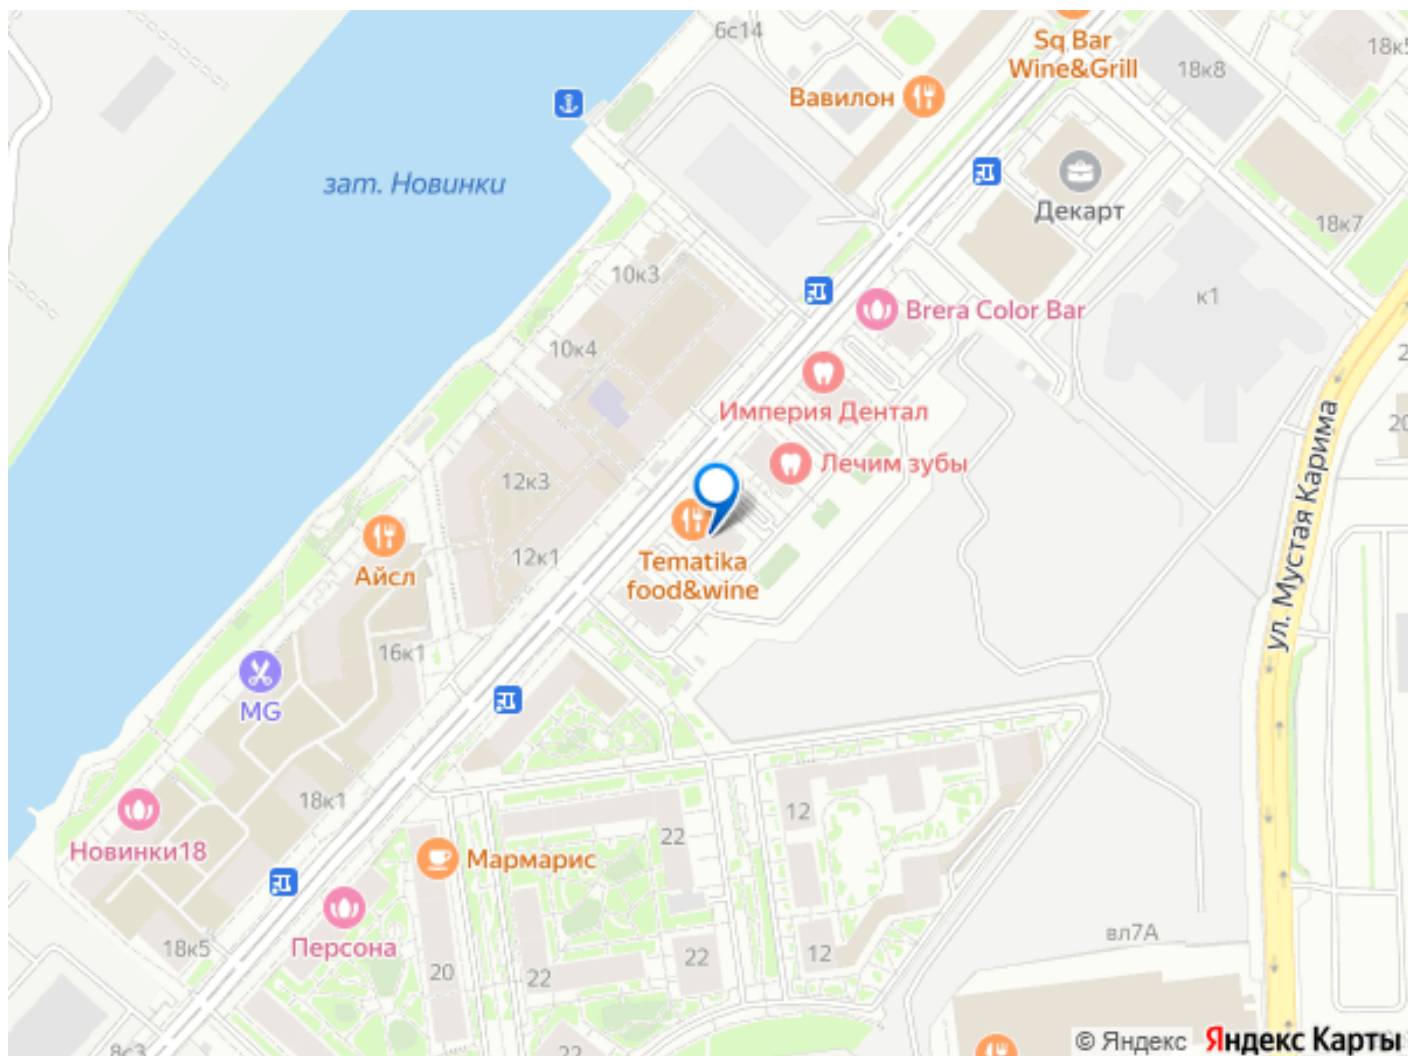 6с14
Sq Bar
Wine&Grill
18к8
Вавилон
зат. Новинки
Декарт
18к7
10к3
к1
Brera Color Bar
10к4
Империя Дентал
Лечим зубы
ул. Мустая Карима
12к3
12к1
Tematika
food&wine
Айсл
16к1
MG
18к1
12
22
Новинки18
Мармарис
Персона
18к5
20
22
22
12
вл7А
8с3
22
© Яндекс
Яндекс Карты